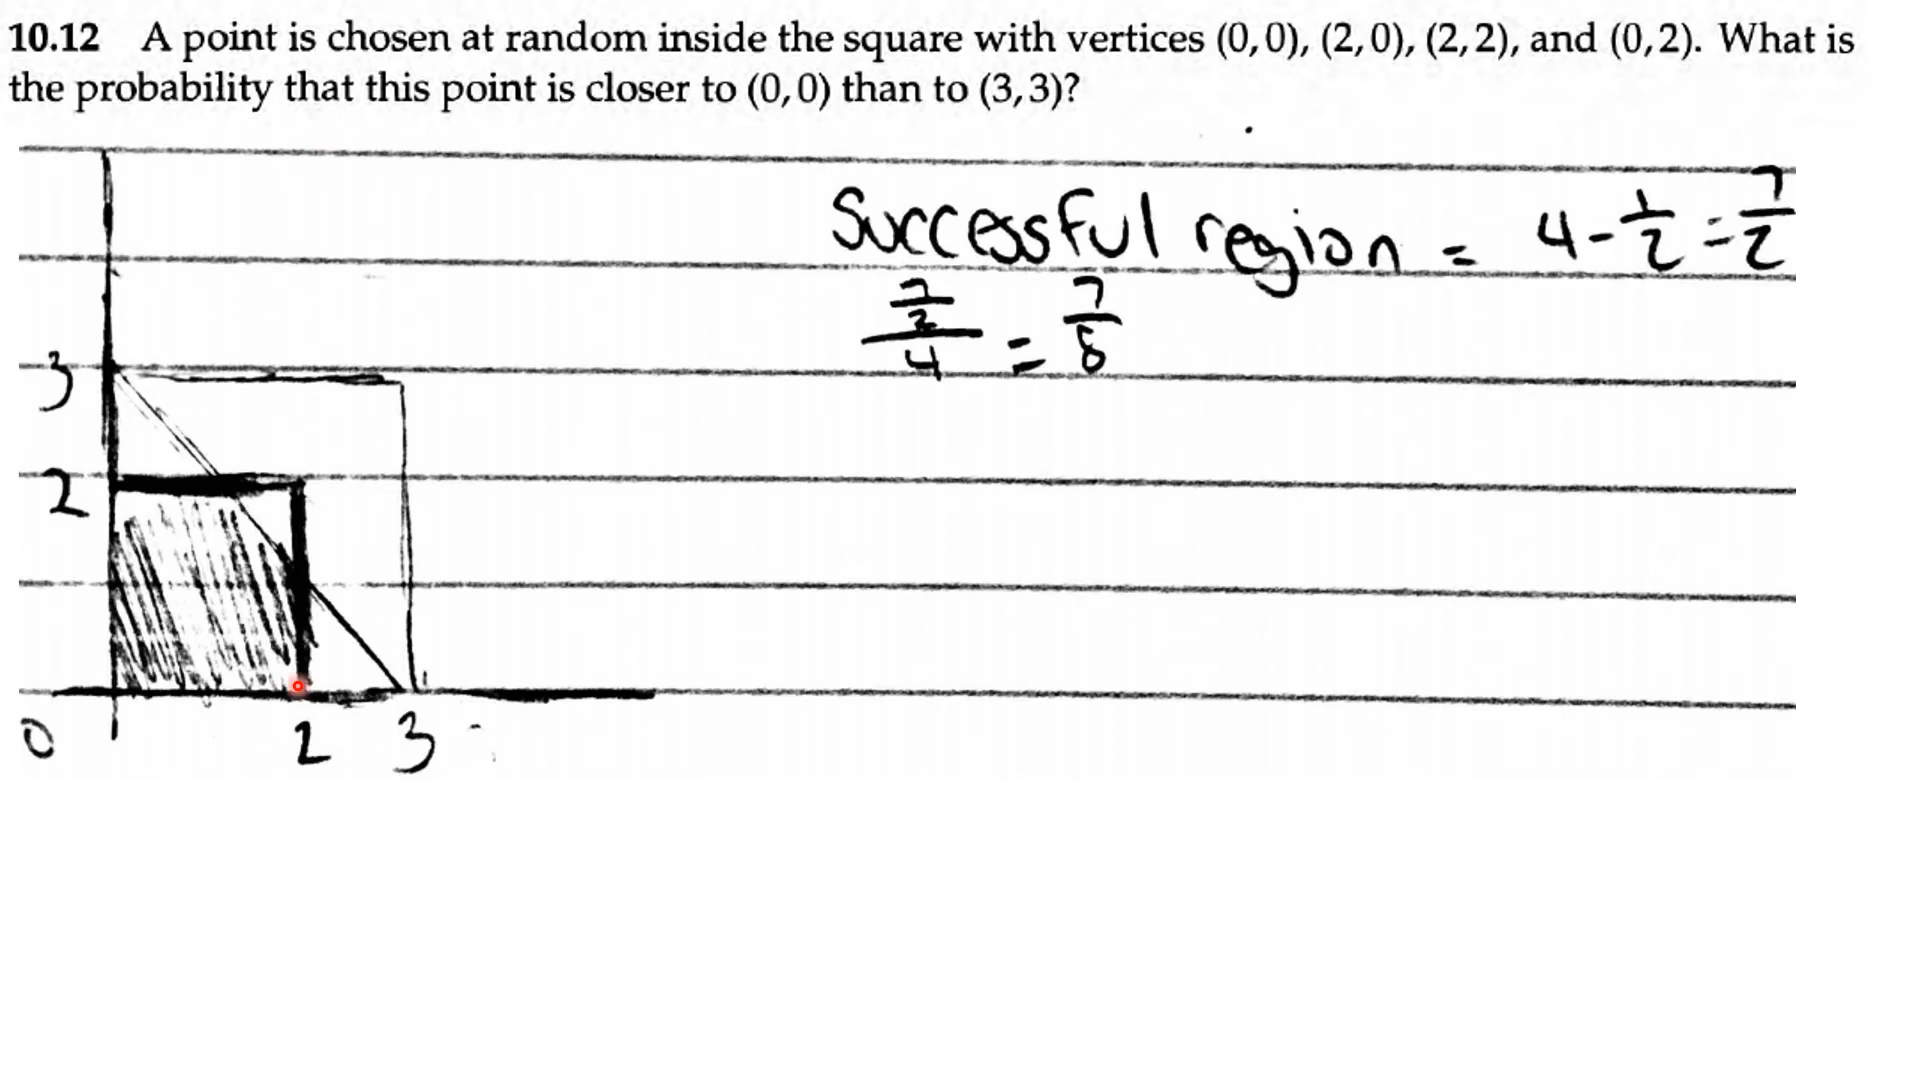 10.12 A point is chosen at random inside the square with vertices (0,0), (2,0), (2,2), and (0,2). What is
the probability that this point is closer to (0,0) than to (3,3)?
Successful region = 4 - 1/2 = 7/2
7/2 / 4 = 7/8
3
2
0 2 3